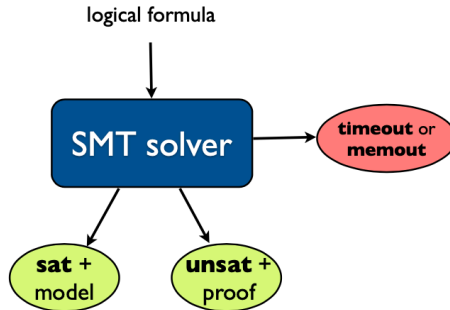 logical formula
SMT solver
timeout or
memout
sat +
model
unsat +
proof